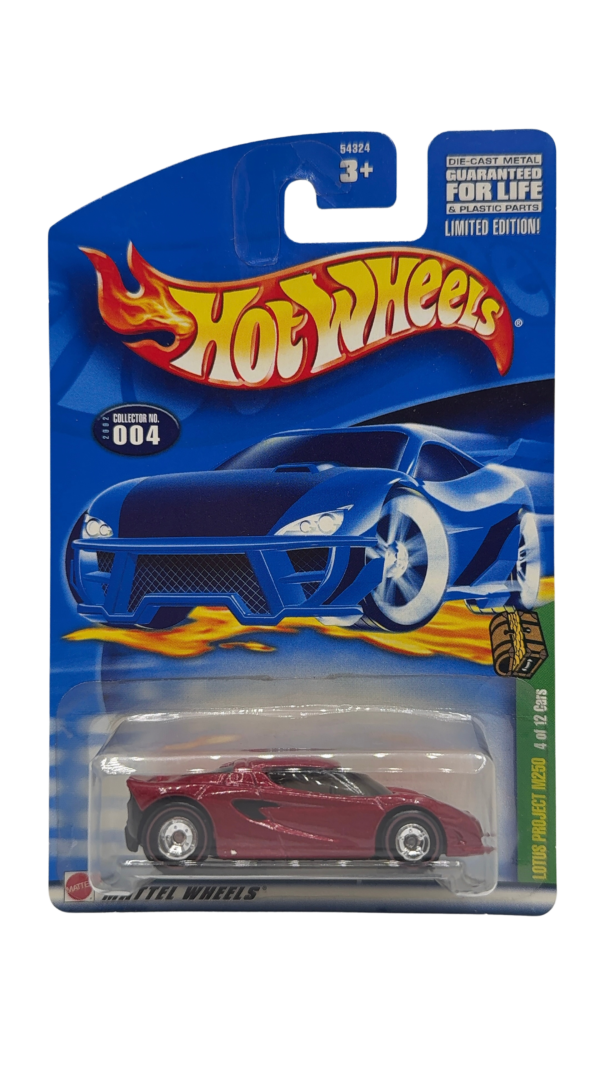 54324
3+
DIE-CAST METAL
GUARANTEED
FOR LIFE
& PLASTIC PARTS
LIMITED EDITION!
HOT WHEELS®
2002
COLLECTOR NO.
004
LOTUS PROJECT M250 4 of 12 Cars
MATTEL
MATTEL WHEELS